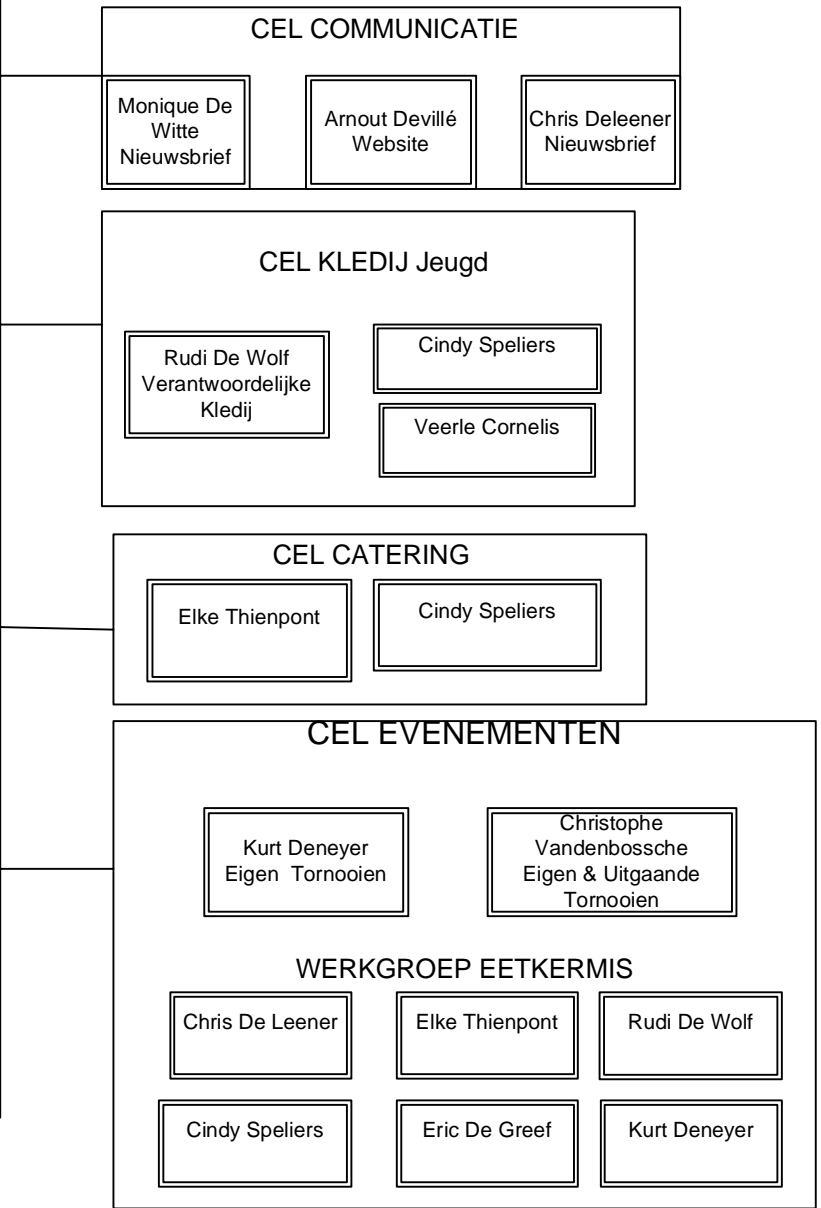 CEL COMMUNICATIE
Monique De
Witte
Nieuwsbrief
Arnout Devillé
Website
Chris Deleener
Nieuwsbrief
CEL KLEDIJ Jeugd
Rudi De Wolf
Verantwoordelijke
Kledij
Cindy Speliers
Veerle Cornelis
CEL CATERING
Elke Thienpont
Cindy Speliers
CEL EVENEMENTEN
Kurt Deneyer
Eigen Tornooien
Christophe
Vandenbossche
Eigen & Uitgaande
Tornooien
WERKGROEP EETKERMIS
Chris De Leener
Elke Thienpont
Rudi De Wolf
Cindy Speliers
Eric De Greef
Kurt Deneyer